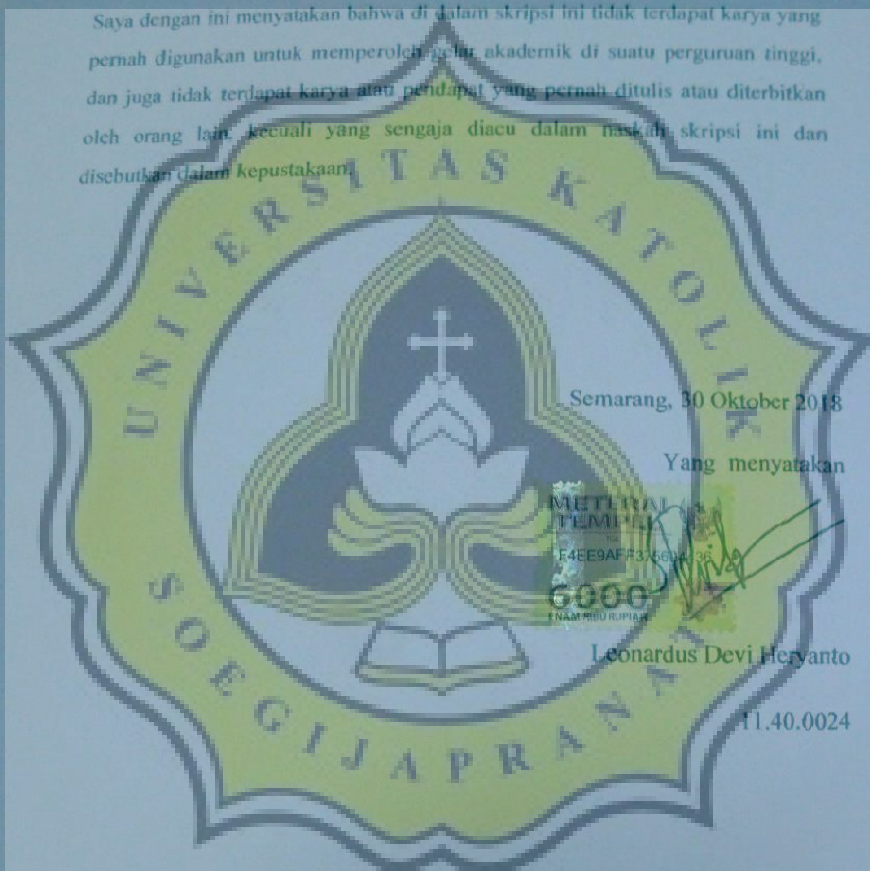 Saya dengan ini menyatakan bahwa di dalam skripsi ini tidak terdapat karya yang
pernah digunakan untuk memperoleh gelar akademik di suatu perguruan tinggi,
dan juga tidak terdapat karya atau pendapat yang pernah ditulis atau diterbitkan
oleh orang lain, kecuali yang sengaja diacu dalam naskah skripsi ini dan
disebutkan dalam kepustakaan.
UNIVERSITAS KATOLIK
Semarang, 30 Oktober 2018
Yang menyatakan
METERAI
TEMPEL
6000
ENAM RIBU RUPIAH
Leonardus Devi Heryanto
11.40.0024
SOEGIJAPRANATA